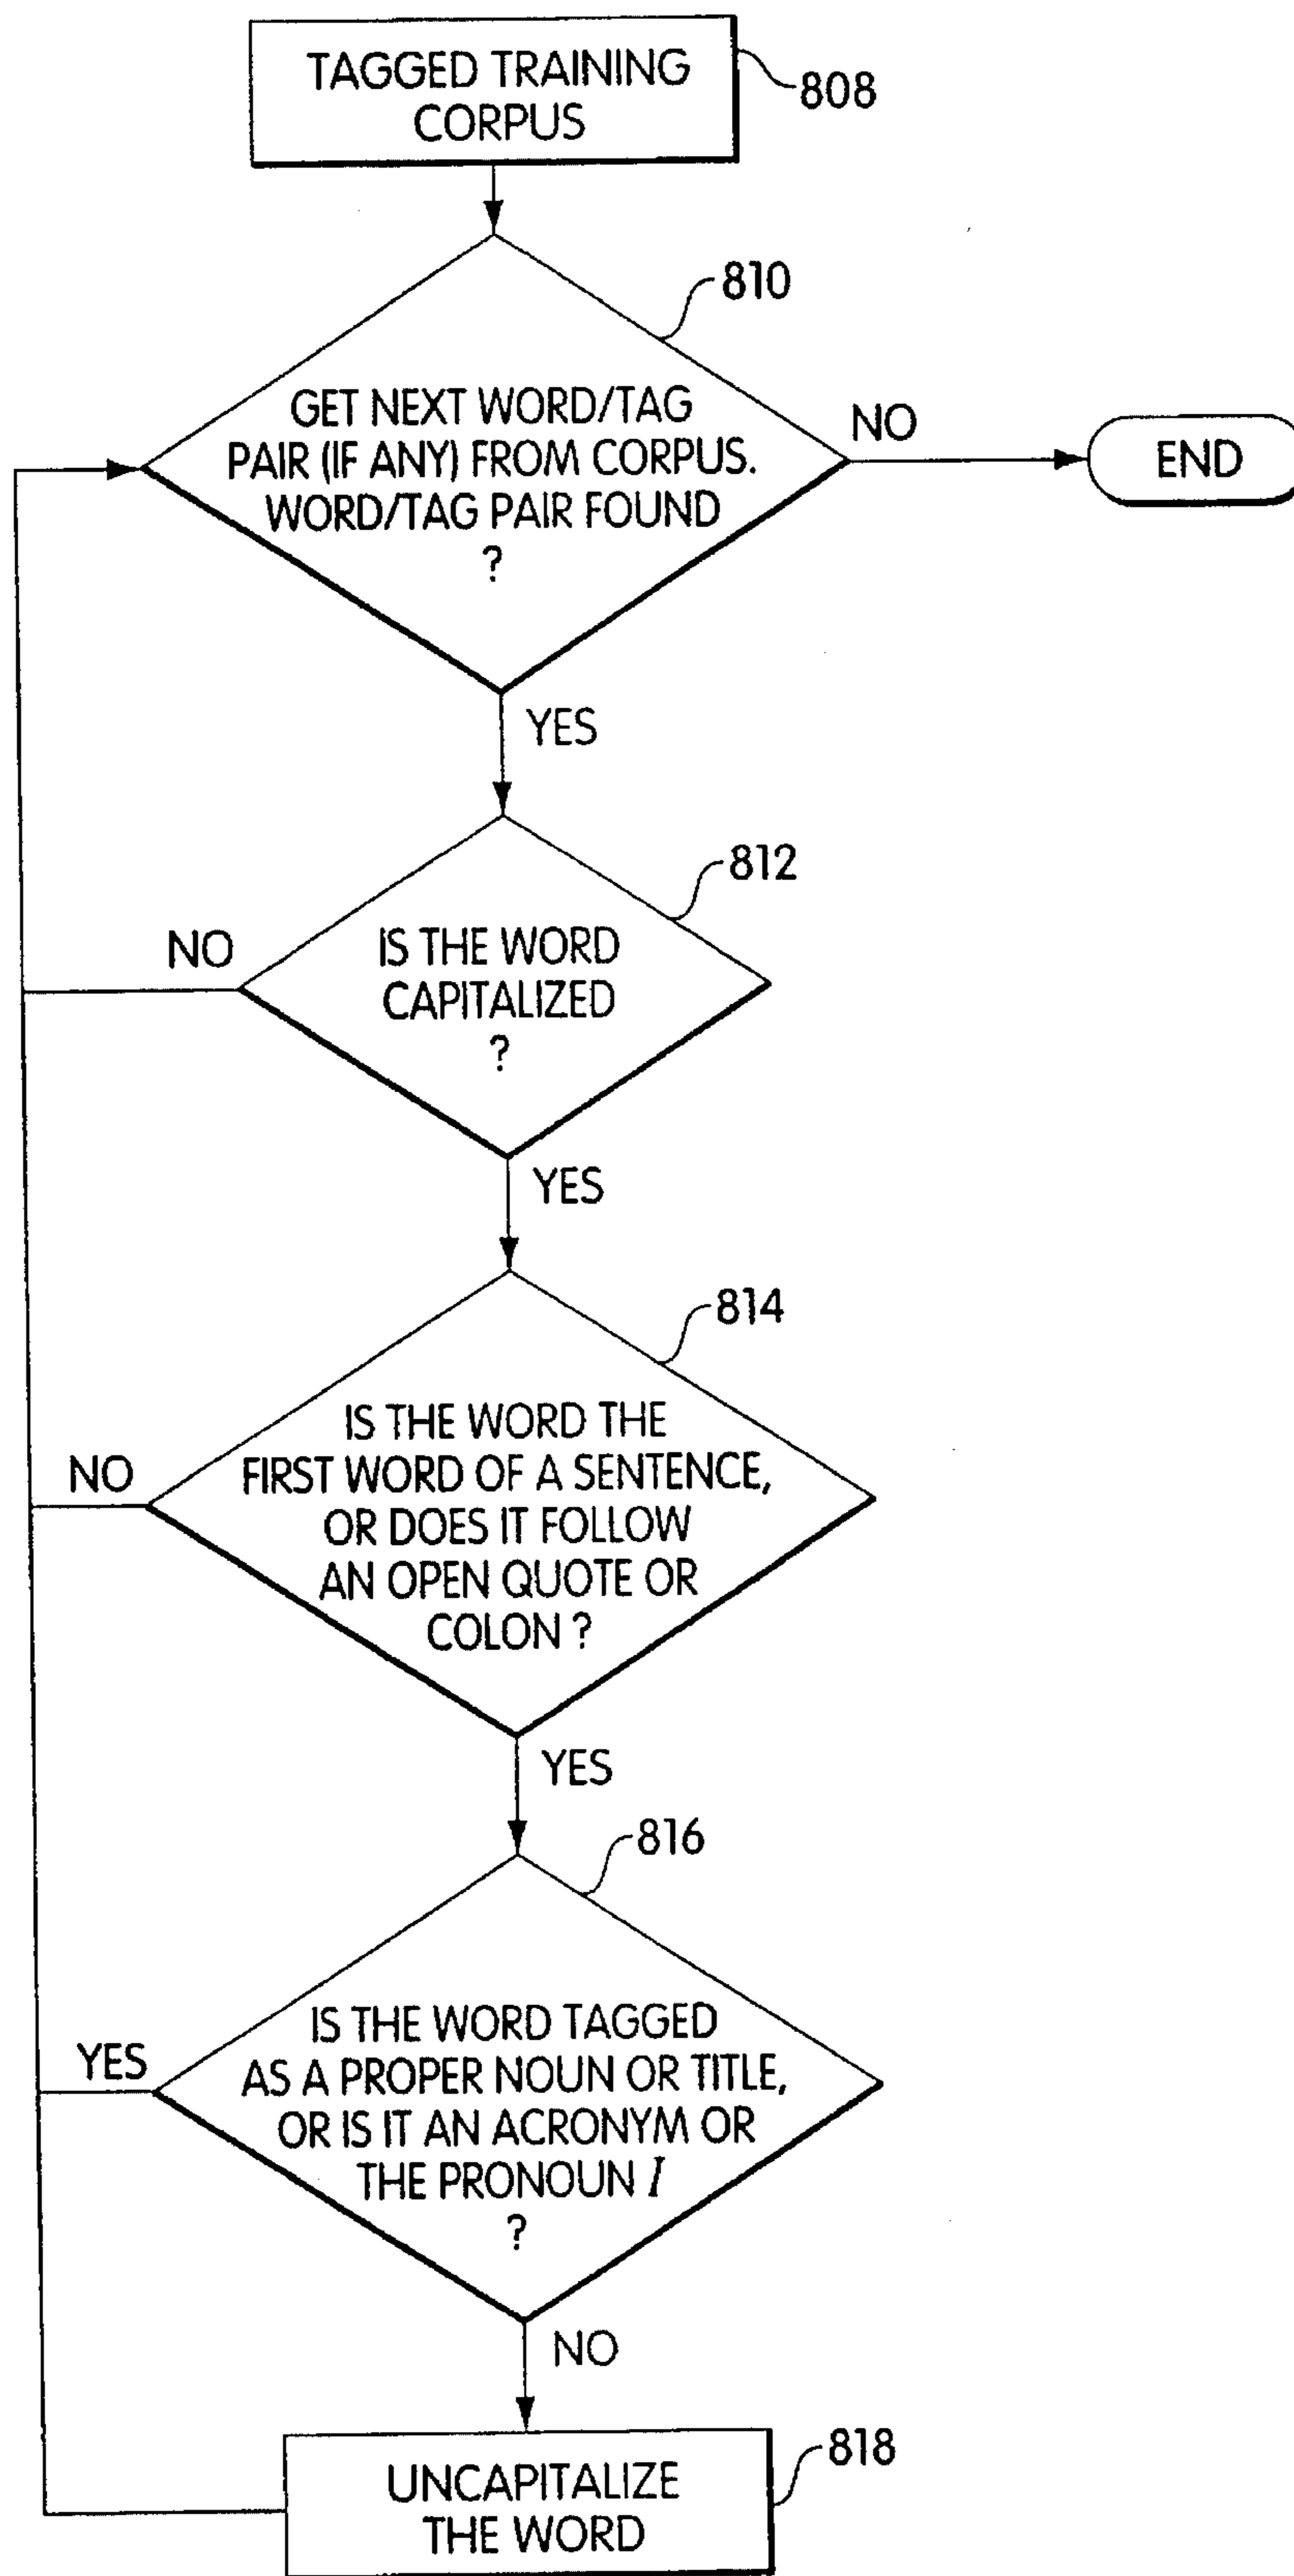 TAGGED TRAINING
CORPUS
808
810
GET NEXT WORD/TAG
PAIR (IF ANY) FROM CORPUS.
WORD/TAG PAIR FOUND
?
NO
END
YES
812
NO
IS THE WORD
CAPITALIZED
?
YES
814
NO
IS THE WORD THE
FIRST WORD OF A SENTENCE,
OR DOES IT FOLLOW
AN OPEN QUOTE OR
COLON ?
YES
816
YES
IS THE WORD TAGGED
AS A PROPER NOUN OR TITLE,
OR IS IT AN ACRONYM OR
THE PRONOUN I
?
NO
818
UNCAPITALIZE
THE WORD